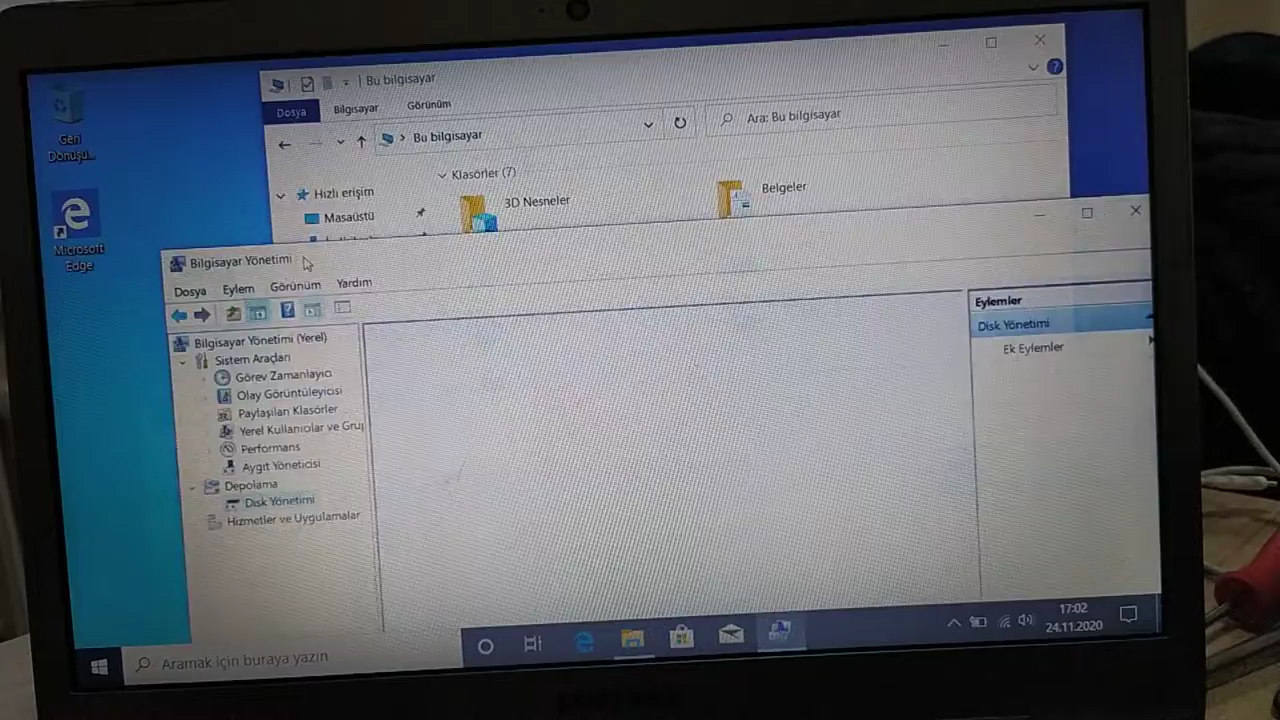 Geri
Dönüşü...
Microsoft
Edge
Bu bilgisayar
Dosya
Bilgisayar
Görünüm
Bu bilgisayar
Ara: Bu bilgisayar
Hızlı erişim
Masaüstü
Klasörler (7)
3D Nesneler
Belgeler
Bilgisayar Yönetimi
Dosya
Eylem
Görünüm
Yardım
Bilgisayar Yönetimi (Yerel)
Sistem Araçları
Görev Zamanlayıcı
Olay Görüntüleyicisi
Paylaşılan Klasörler
Yerel Kullanıcılar ve Gru
Performans
Aygıt Yöneticisi
Depolama
Disk Yönetimi
Hizmetler ve Uygulamalar
Eylemler
Disk Yönetimi
Ek Eylemler
Aramak için buraya yazın
17:02
24.11.2020